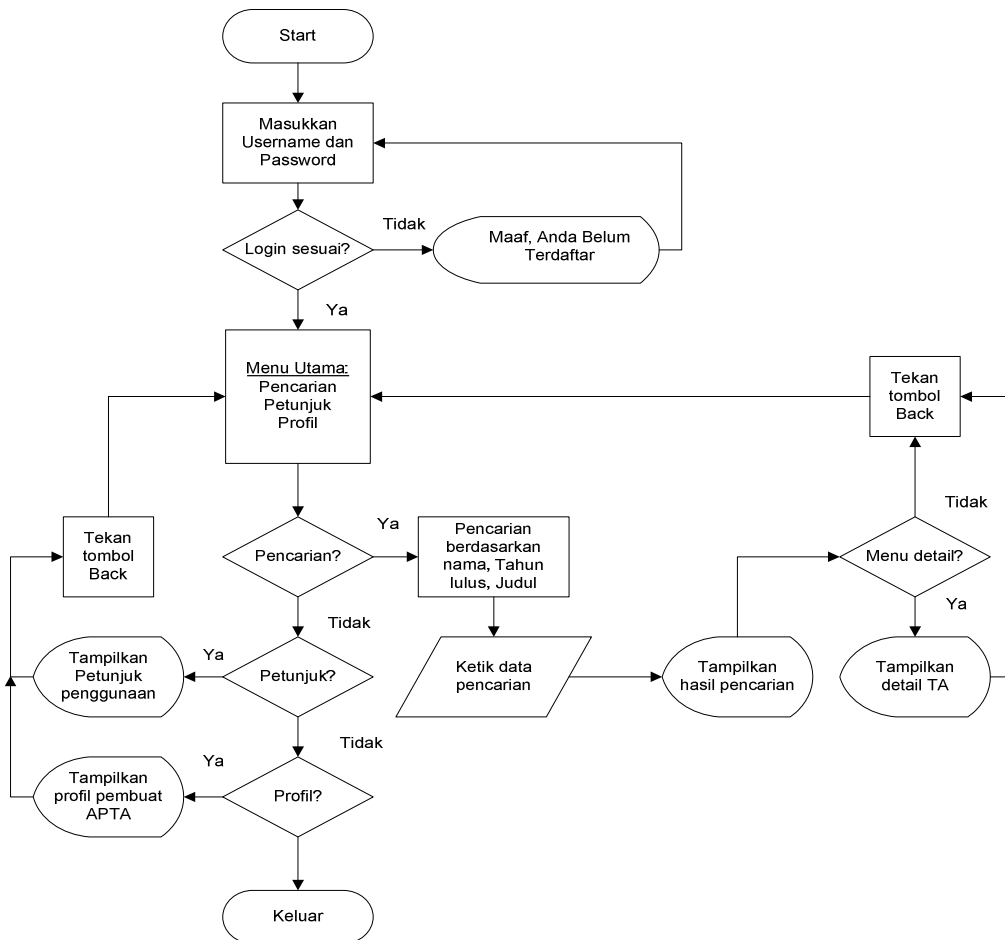 Start
Masukkan
Username dan
Password
Login sesuai?
Tidak
Maaf, Anda Belum
Terdaftar
Ya
Menu Utama:
Pencarian
Petunjuk
Profil
Tekan
tombol
Back
Tidak
Tekan
tombol
Back
Pencarian?
Ya
Pencarian
berdasarkan
nama, Tahun
lulus, Judul
Menu detail?
Ya
Tidak
Tampilkan
Petunjuk
penggunaan
Ya
Petunjuk?
Ketik data
pencarian
Tampilkan
hasil pencarian
Tampilkan
detail TA
Tidak
Tampilkan
profil pembuat
APTA
Ya
Profil?
Keluar